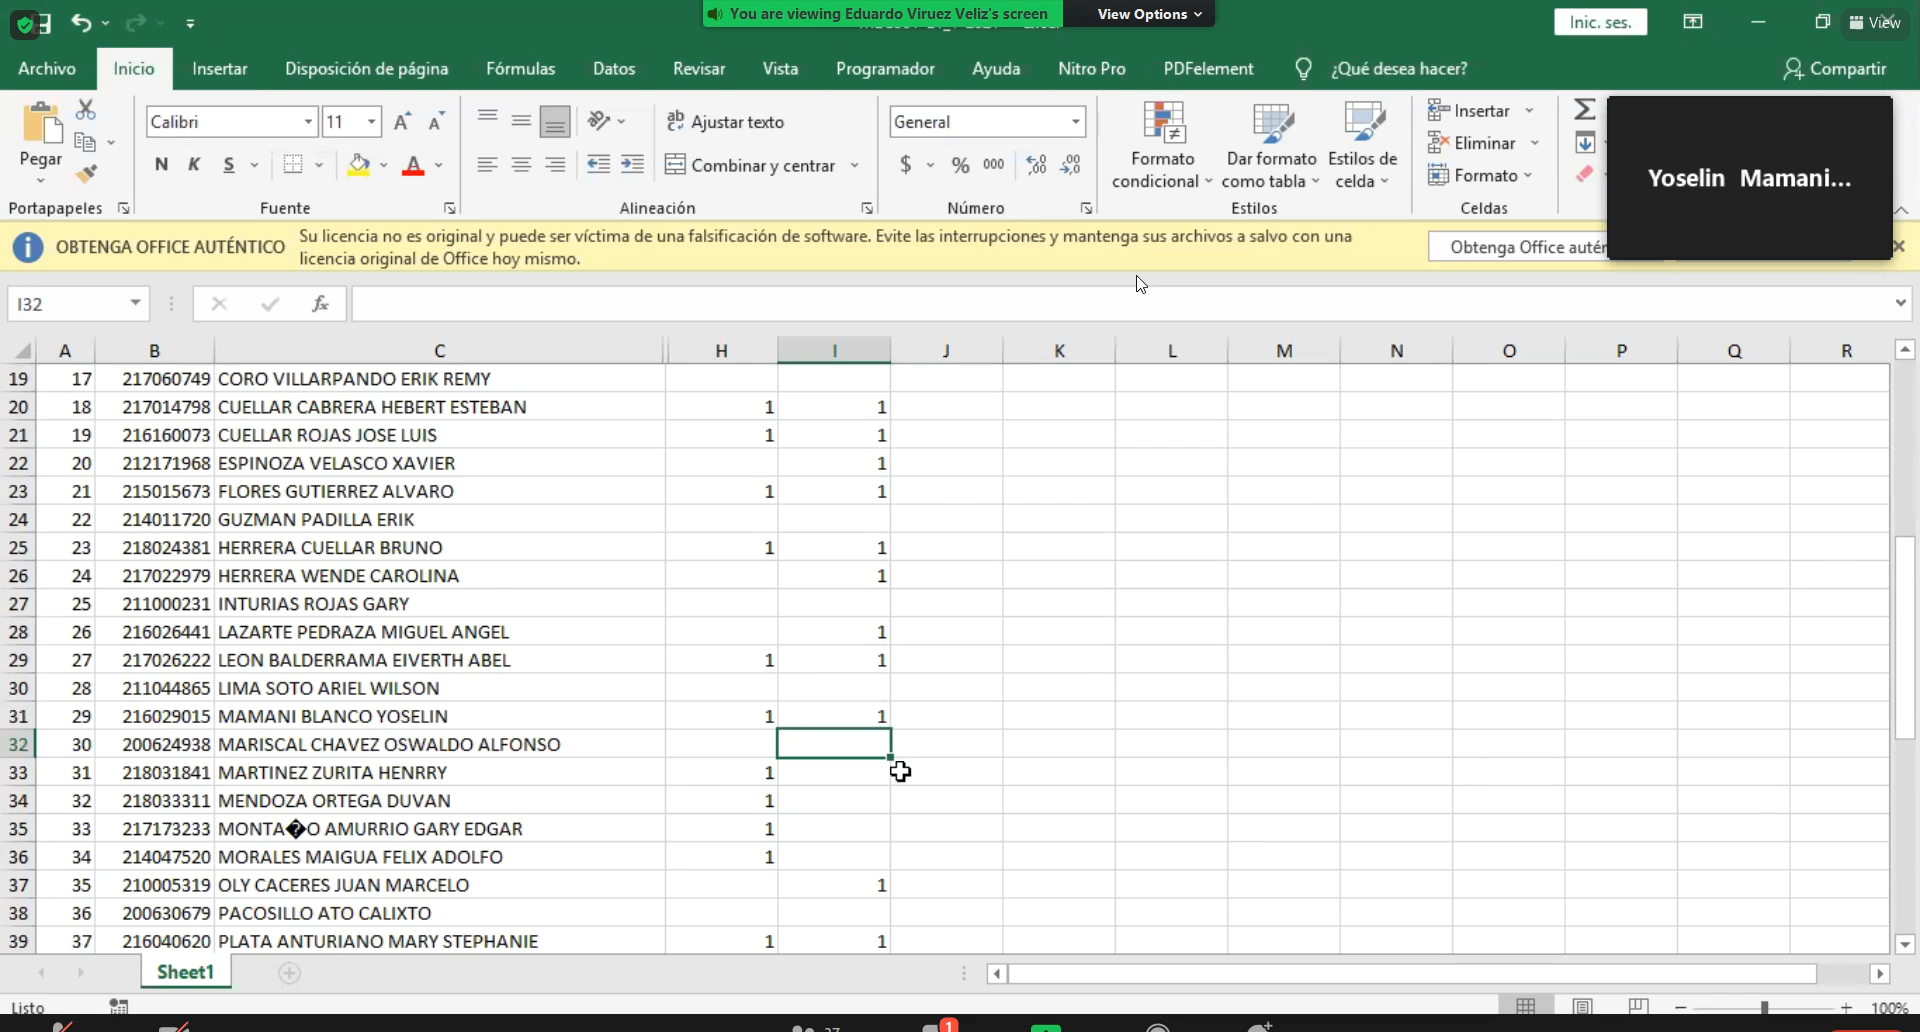 You are viewing Eduardo Viruez Veliz's screen
View Options
Inic. ses.
View
Archivo Inicio Insertar Disposición de página Fórmulas Datos Revisar Vista Programador Ayuda Nitro Pro PDFelement ¿Qué desea hacer? Compartir
Pegar
Calibri 11
N K S
Ajustar texto
Combinar y centrar
General
$ % 000
Formato condicional
Dar formato como tabla
Estilos de celda
Insertar
Eliminar
Formato
Yoselin Mamani...
Portapapeles Fuente Alineación Número Estilos Celdas
OBTENGA OFFICE AUTÉNTICO
Su licencia no es original y puede ser víctima de una falsificación de software. Evite las interrupciones y mantenga sus archivos a salvo con una
licencia original de Office hoy mismo.
Obtenga Office auté
I32 fx
A B C H I J K L M N O P Q R
19 17 217060749 CORO VILLARPANDO ERIK REMY
20 18 217014798 CUELLAR CABRERA HEBERT ESTEBAN 1 1
21 19 216160073 CUELLAR ROJAS JOSE LUIS 1 1
22 20 212171968 ESPINOZA VELASCO XAVIER 1
23 21 215015673 FLORES GUTIERREZ ALVARO 1 1
24 22 214011720 GUZMAN PADILLA ERIK
25 23 218024381 HERRERA CUELLAR BRUNO 1 1
26 24 217022979 HERRERA WENDE CAROLINA 1
27 25 211000231 INTURIAS ROJAS GARY
28 26 216026441 LAZARTE PEDRAZA MIGUEL ANGEL 1
29 27 217026222 LEON BALDERRAMA EIVERTH ABEL 1 1
30 28 211044865 LIMA SOTO ARIEL WILSON
31 29 216029015 MAMANI BLANCO YOSELIN 1 1
32 30 200624938 MARISCAL CHAVEZ OSWALDO ALFONSO
33 31 218031841 MARTINEZ ZURITA HENRRY 1
34 32 218033311 MENDOZA ORTEGA DUVAN 1
35 33 217173233 MONTA�O AMURRIO GARY EDGAR 1
36 34 214047520 MORALES MAIGUA FELIX ADOLFO 1
37 35 210005319 OLY CACERES JUAN MARCELO 1
38 36 200630679 PACOSILLO ATO CALIXTO
39 37 216040620 PLATA ANTURIANO MARY STEPHANIE 1 1
Sheet1
Listo
100%
1